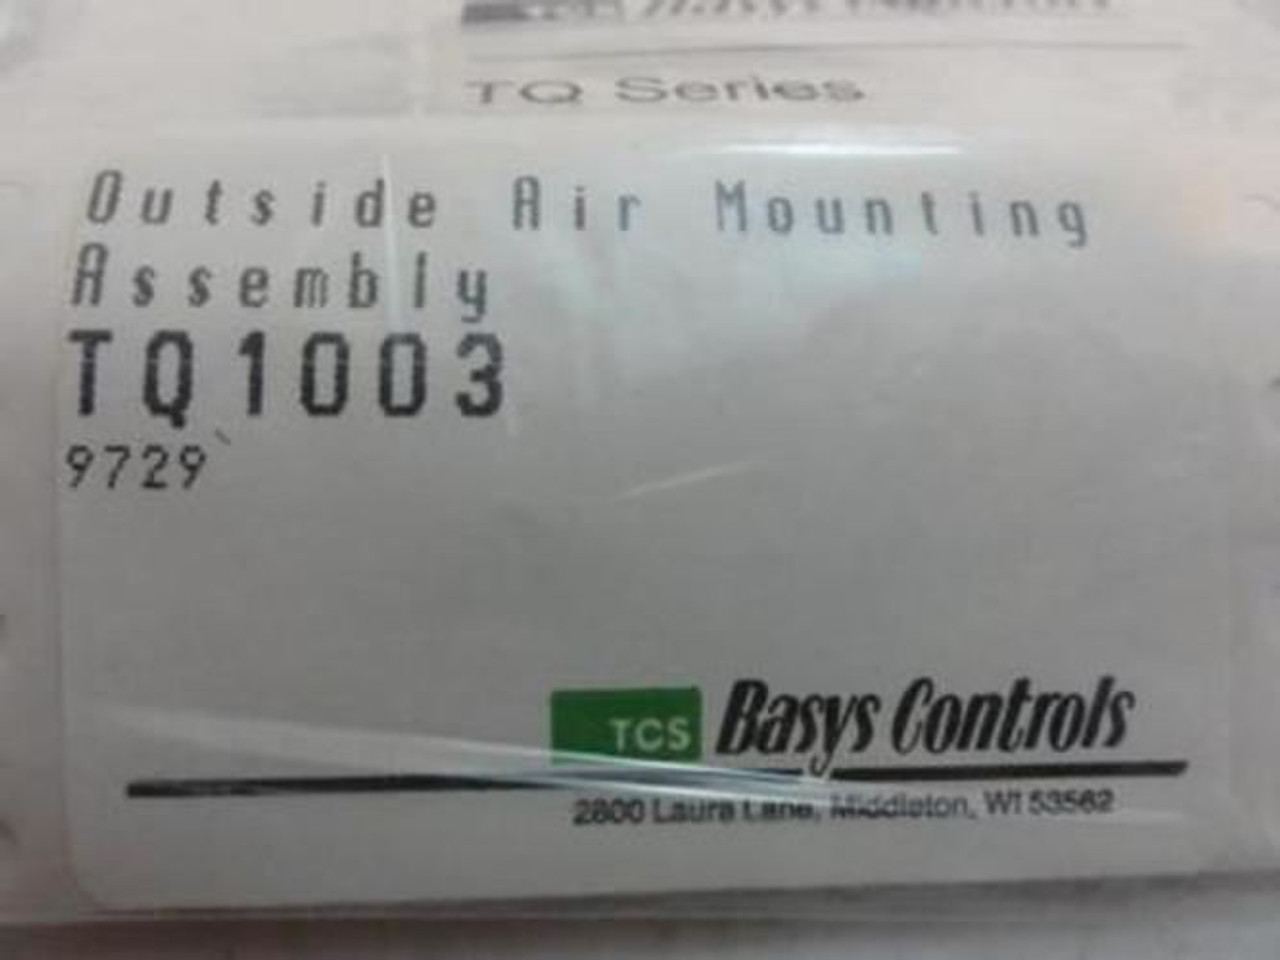 TQ Series
Outside Air Mounting
Assembly
TQ1003
9729
TCS Basys Controls
2800 Laura Lane, Middleton, WI 53562